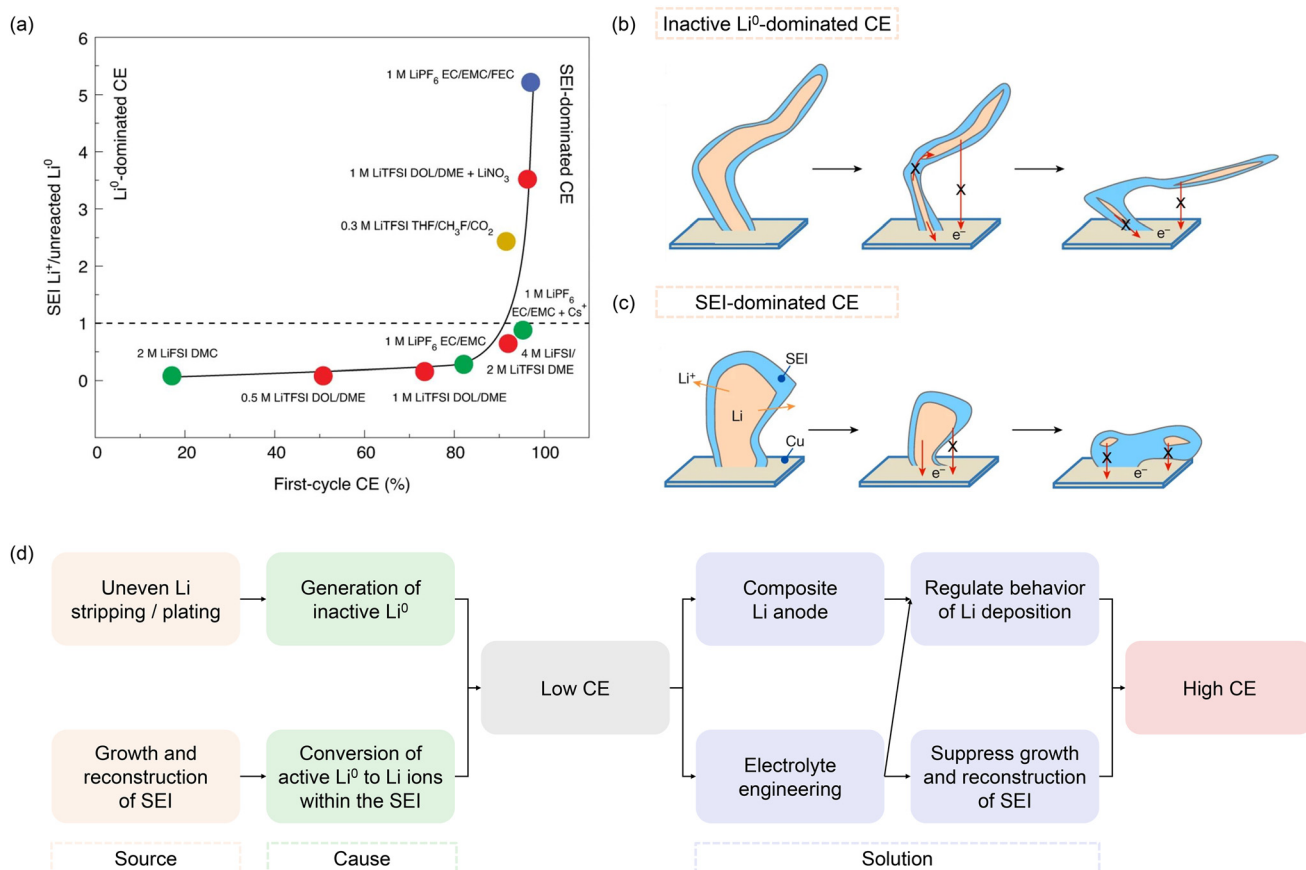 (a)
6
5
4
3
2
1
0
SEI Li⁺/unreacted Li⁰
Li⁰-dominated CE
SEI-dominated CE
1 M LiPF₆ EC/EMC/FEC
1 M LiTFSI DOL/DME + LiNO₃
0.3 M LiTFSI THF/CH₃F/CO₂
1 M LiPF₆
EC/EMC + Cs⁺
1 M LiPF₆ EC/EMC
4 M LiFSI/
2 M LiTFSI DME
2 M LiFSI DMC
0.5 M LiTFSI DOL/DME
1 M LiTFSI DOL/DME
0 20 40 60 80 100
First-cycle CE (%)
(b)
Inactive Li⁰-dominated CE
X
X
e⁻
X
X
e⁻
(c)
SEI-dominated CE
SEI
Li⁺
Li
Cu
X
e⁻
X
X
e⁻
(d)
Uneven Li
stripping / plating
Generation of
inactive Li⁰
Growth and
reconstruction
of SEI
Conversion of
active Li⁰ to Li ions
within the SEI
Low CE
Composite
Li anode
Regulate behavior
of Li deposition
Electrolyte
engineering
Suppress growth
and reconstruction
of SEI
High CE
Source
Cause
Solution